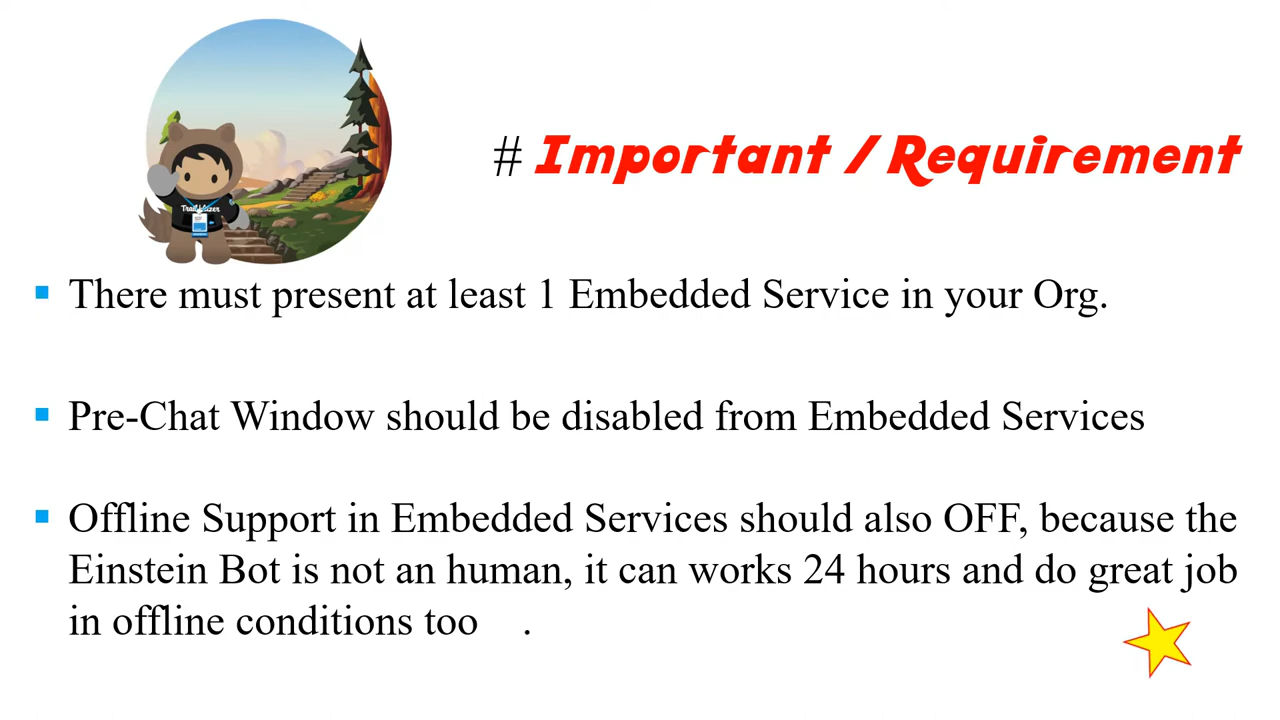 # Important / Requirement
Trailblazer
▪ There must present at least 1 Embedded Service in your Org.
▪ Pre-Chat Window should be disabled from Embedded Services
▪ Offline Support in Embedded Services should also OFF, because the
Einstein Bot is not an human, it can works 24 hours and do great job
in offline conditions too .